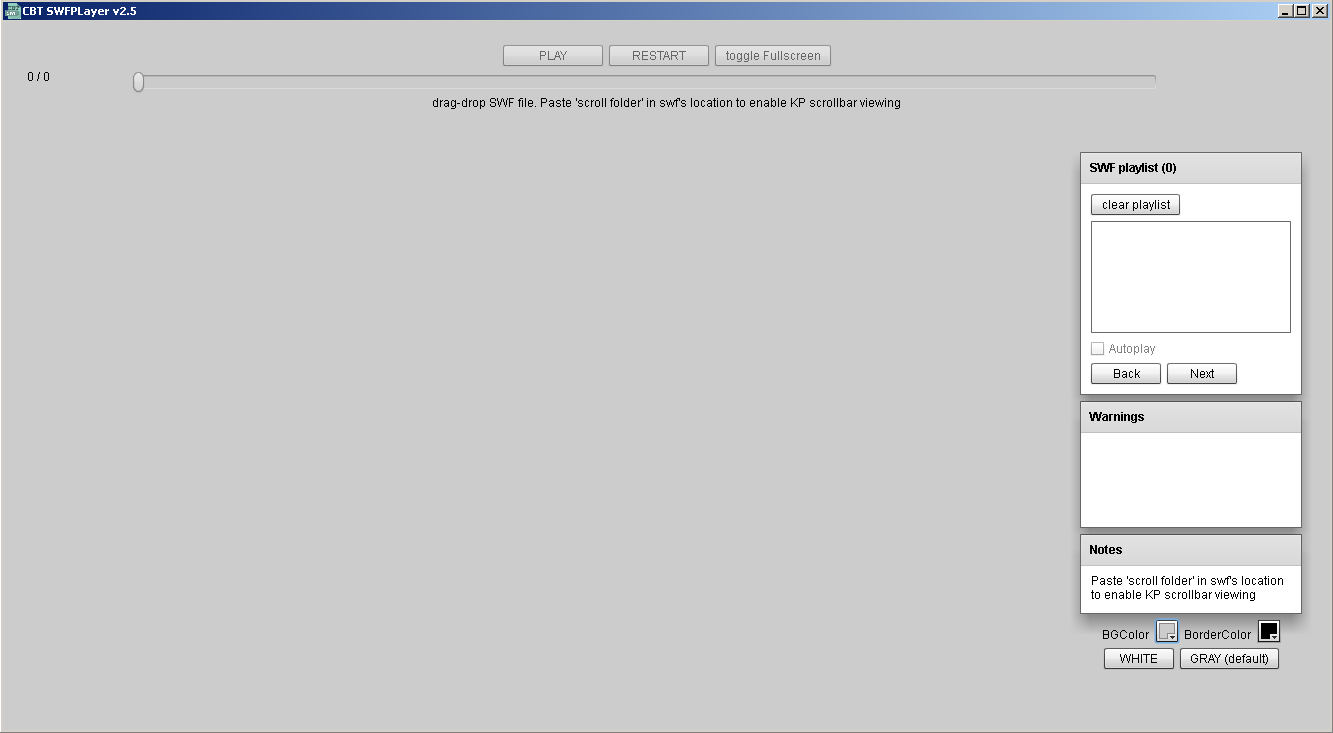 CBT SWFPLayer v2.5
PLAY RESTART toggle Fullscreen
0 / 0
drag-drop SWF file. Paste 'scroll folder' in swf's location to enable KP scrollbar viewing
SWF playlist (0)
clear playlist
Autoplay
Back Next
Warnings
Notes
Paste 'scroll folder' in swf's location
to enable KP scrollbar viewing
BGColor BorderColor
WHITE GRAY (default)